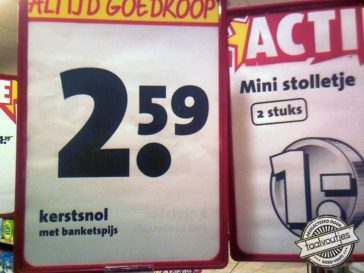 ALTIJD GOEDKOOP
2.59
kerstsnol
met banketspijs
ACTI
Mini stolletje
2 stuks
1.-
taalvoutjes